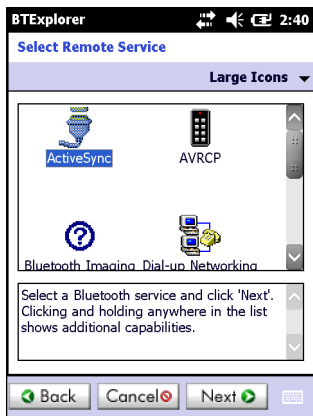 BTExplorer 2:40
Select Remote Service
Large Icons
ActiveSync AVRCP
Bluetooth Imaging Dial-up Networking
Select a Bluetooth service and click 'Next'.
Clicking and holding anywhere in the list
shows additional capabilities.
Back Cancel Next